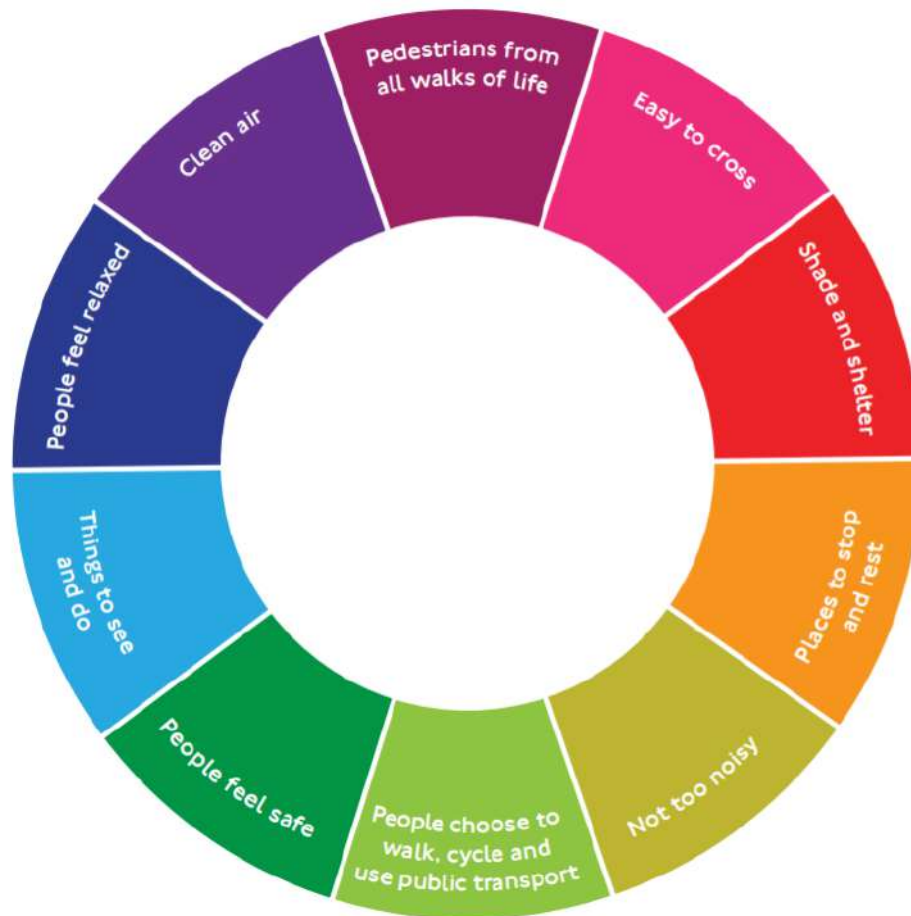 Pedestrians from
all walks of life
Easy to cross
Shade and shelter
Places to stop
and rest
Not too noisy
People choose to
walk, cycle and
use public transport
People feel safe
Things to see
and do
People feel relaxed
Clean air